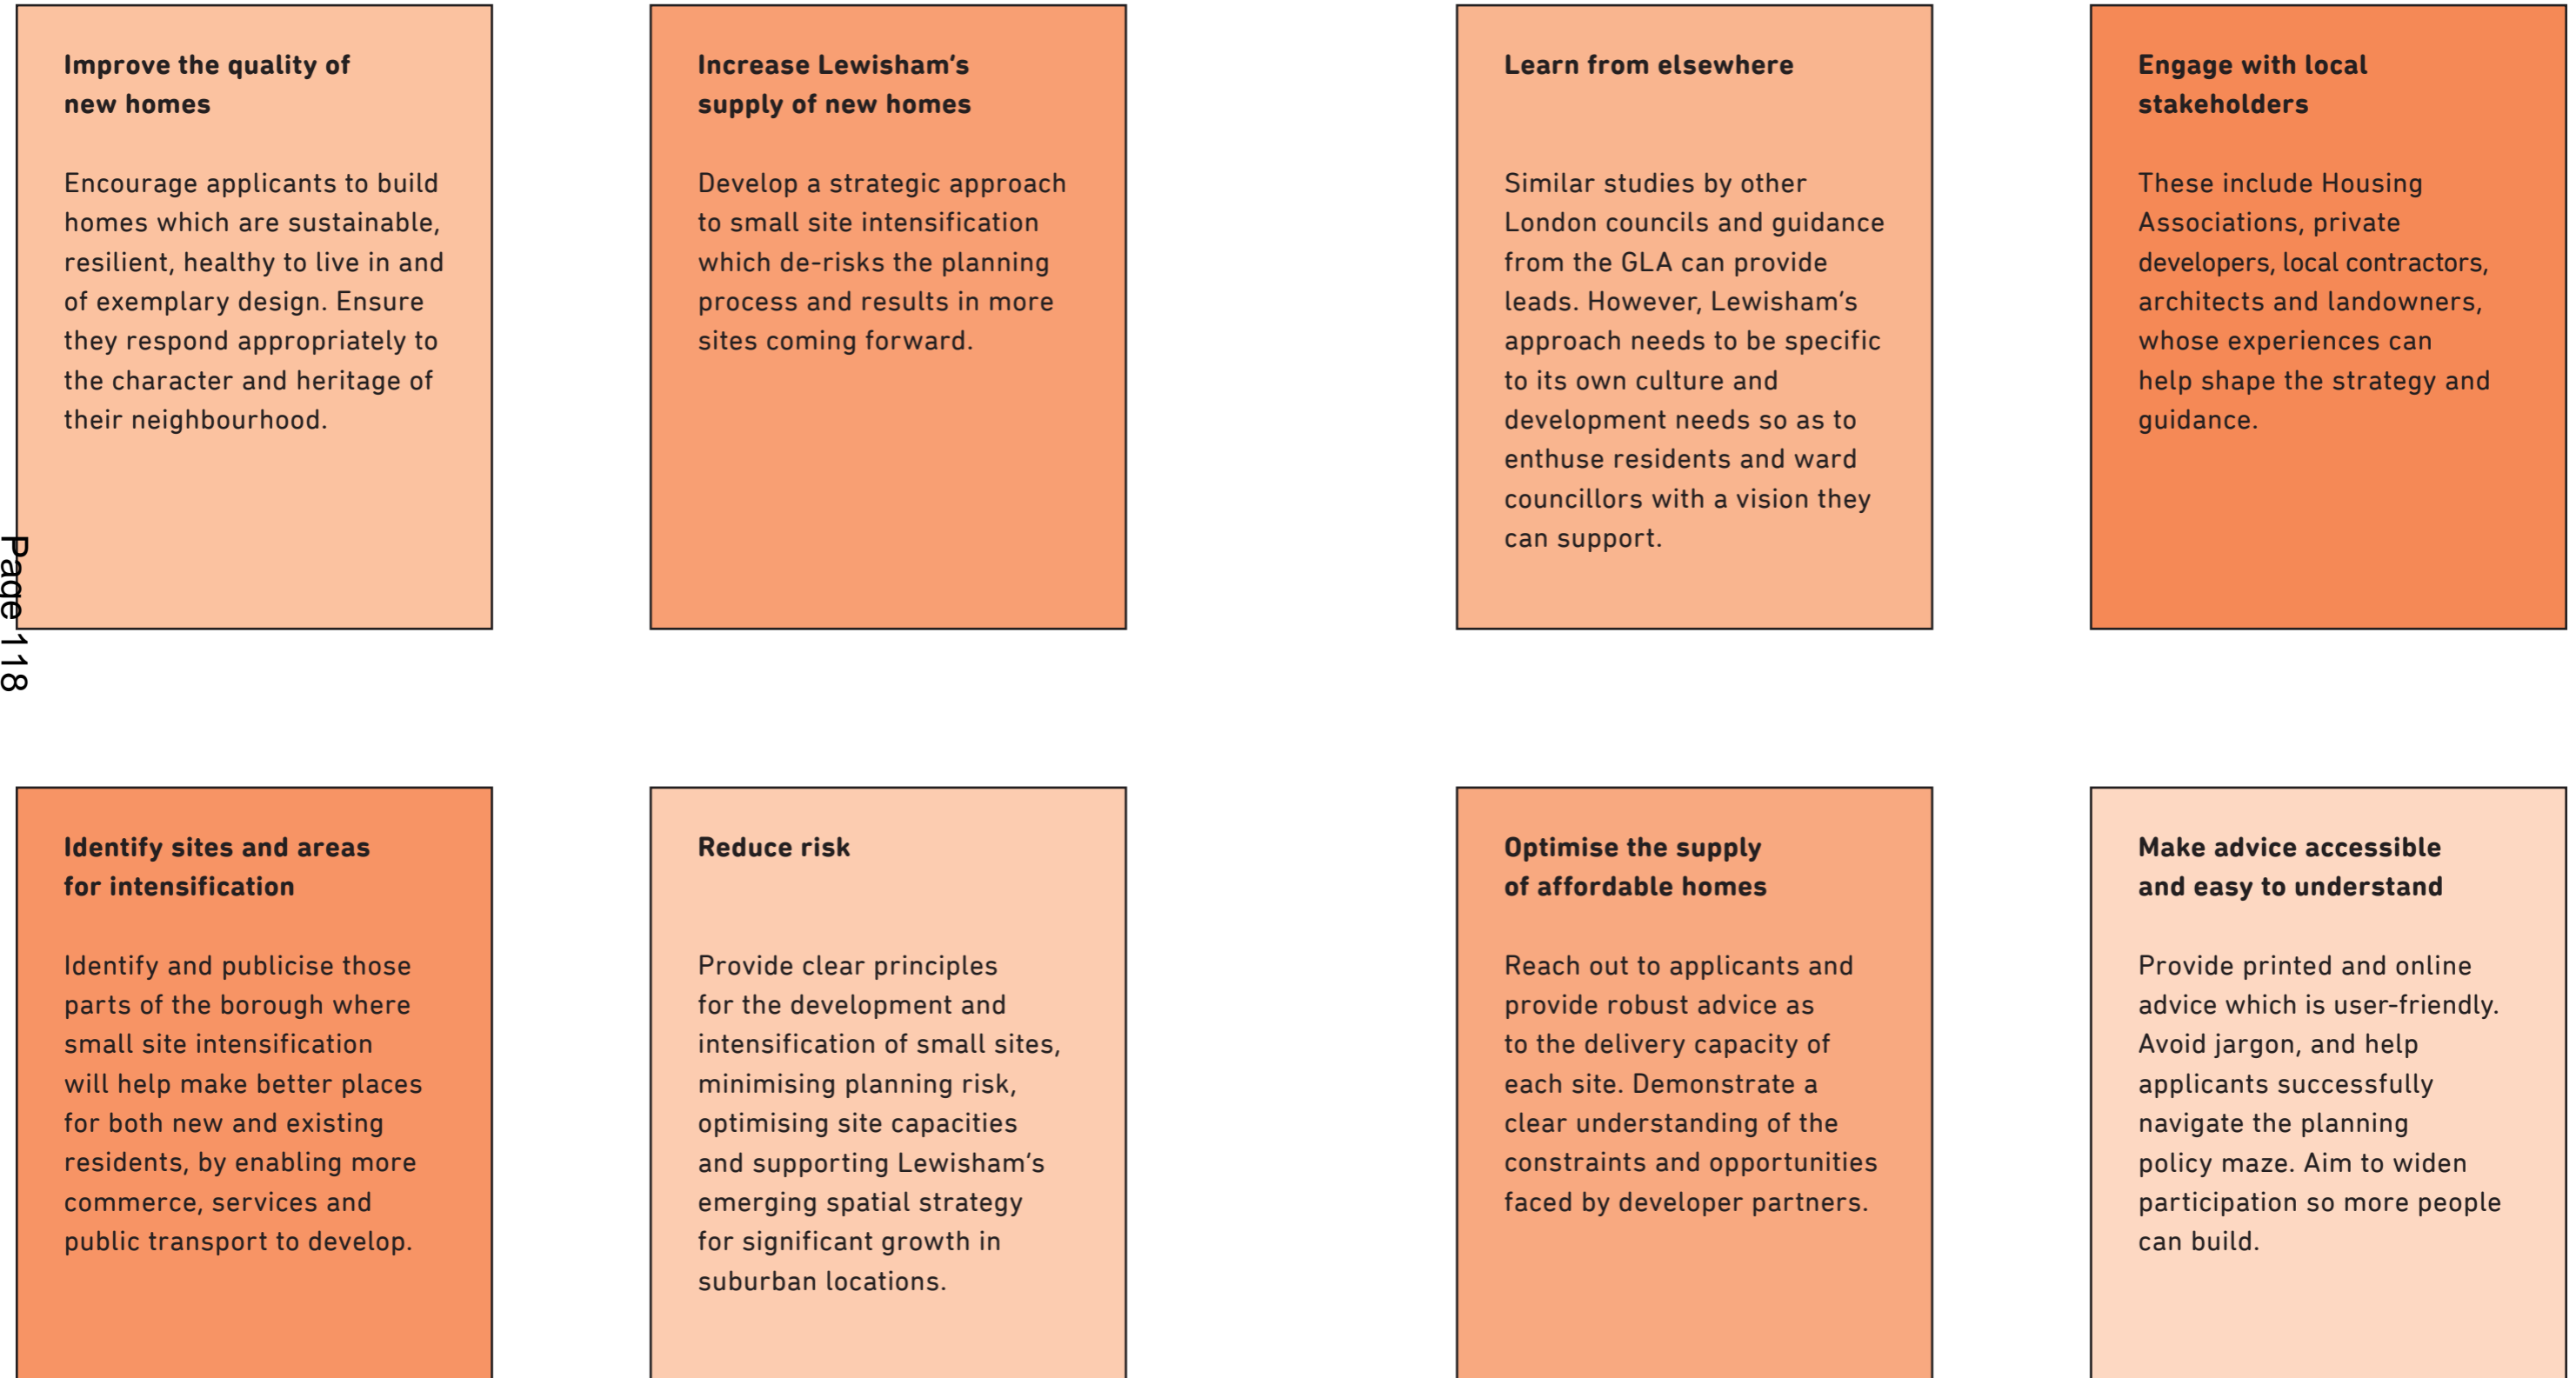 Improve the quality of
new homes
Encourage applicants to build
homes which are sustainable,
resilient, healthy to live in and
of exemplary design. Ensure
they respond appropriately to
the character and heritage of
their neighbourhood.
Increase Lewisham’s
supply of new homes
Develop a strategic approach
to small site intensification
which de-risks the planning
process and results in more
sites coming forward.
Learn from elsewhere
Similar studies by other
London councils and guidance
from the GLA can provide
leads. However, Lewisham’s
approach needs to be specific
to its own culture and
development needs so as to
enthuse residents and ward
councillors with a vision they
can support.
Engage with local
stakeholders
These include Housing
Associations, private
developers, local contractors,
architects and landowners,
whose experiences can
help shape the strategy and
guidance.
Page 118
Identify sites and areas
for intensification
Identify and publicise those
parts of the borough where
small site intensification
will help make better places
for both new and existing
residents, by enabling more
commerce, services and
public transport to develop.
Reduce risk
Provide clear principles
for the development and
intensification of small sites,
minimising planning risk,
optimising site capacities
and supporting Lewisham’s
emerging spatial strategy
for significant growth in
suburban locations.
Optimise the supply
of affordable homes
Reach out to applicants and
provide robust advice as
to the delivery capacity of
each site. Demonstrate a
clear understanding of the
constraints and opportunities
faced by developer partners.
Make advice accessible
and easy to understand
Provide printed and online
advice which is user-friendly.
Avoid jargon, and help
applicants successfully
navigate the planning
policy maze. Aim to widen
participation so more people
can build.